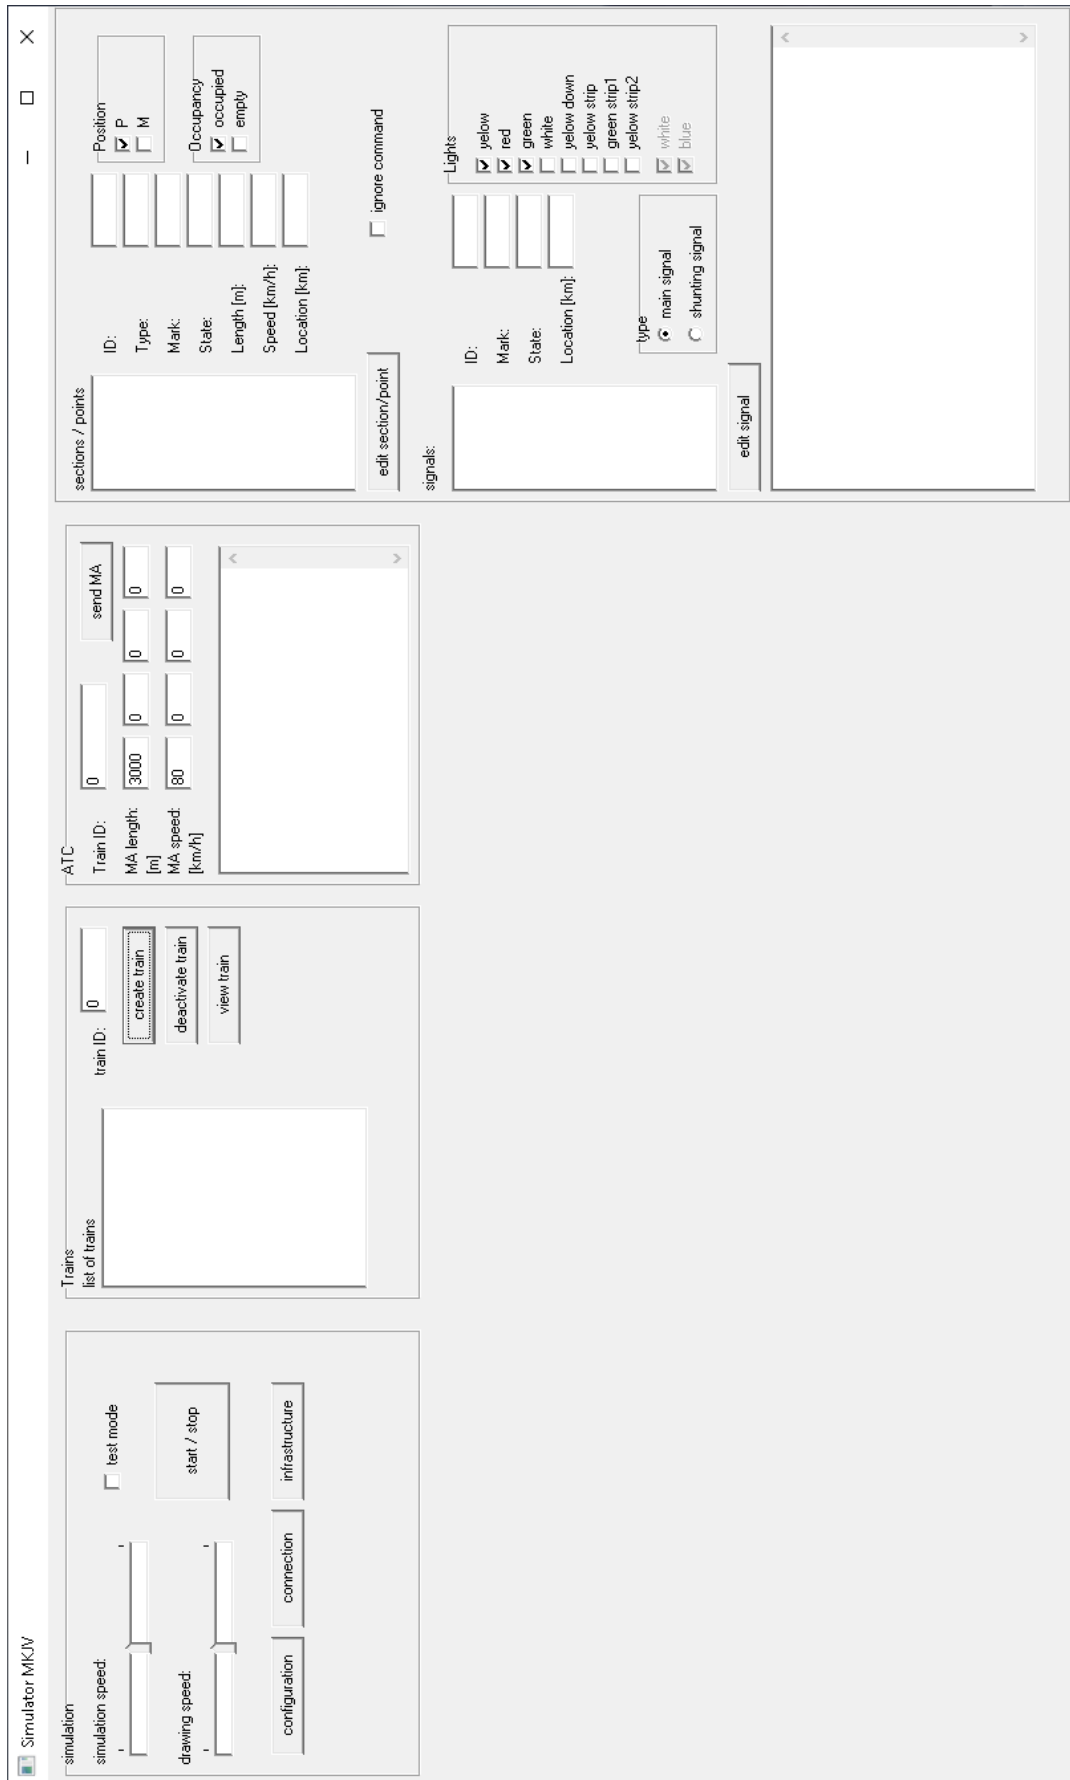 Simulator MKJV
simulation
simulation speed:
test mode
drawing speed:
start / stop
configuration
connection
infrastructure
Trains
list of trains
train ID:
0
create train
deactivate train
view train
ATC
Train ID:
0
send MA
MA length:
[m]
3000
0
0
0
MA speed:
[km/h]
80
0
0
0
sections / points
ID:
Type:
Mark:
State:
Length [m]:
Speed [km/h]:
Location [km]:
Position
P
M
Occupancy
occupied
empty
edit section/point
ignore command
signals:
ID:
Mark:
State:
Location [km]:
Lights
yelow
red
green
white
yelow down
yelow strip
green strip1
yelow strip2
white
blue
type
main signal
shunting signal
edit signal